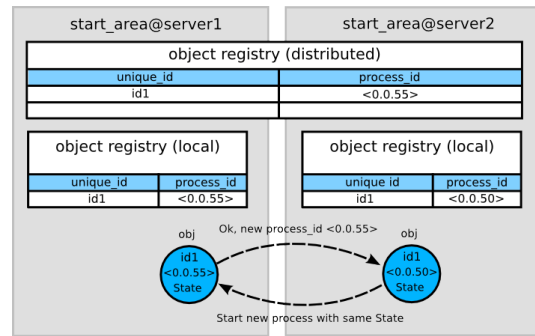 start_area@server1
start_area@server2
object registry (distributed)
unique_id
process_id
id1
<0.0.55>
object registry (local)
unique_id
process_id
id1
<0.0.55>
object registry (local)
unique id
process_id
id1
<0.0.50>
Ok, new process_id <0.0.55>
obj
id1
<0.0.55>
State
obj
id1
<0.0.50>
State
Start new process with same State